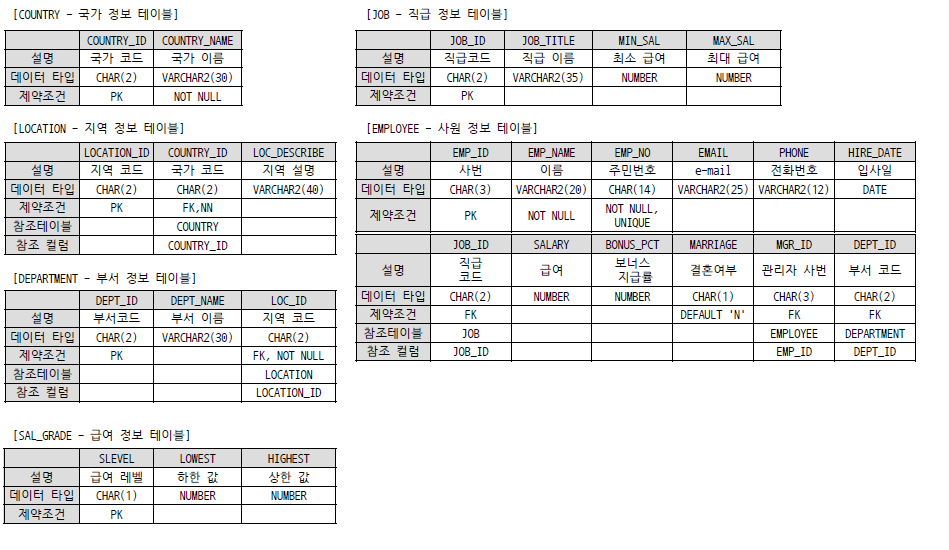 [COUNTRY – 국가 정보 테이블]
COUNTRY_ID COUNTRY_NAME
설명 국가 코드 국가 이름
데이터 타입 CHAR(2) VARCHAR2(30)
제약조건 PK NOT NULL
[LOCATION – 지역 정보 테이블]
LOCATION_ID COUNTRY_ID LOC_DESCRIBE
설명 지역 코드 국가 코드 지역 설명
데이터 타입 CHAR(2) CHAR(2) VARCHAR2(40)
제약조건 PK FK,NN
참조테이블 COUNTRY
참조 컬럼 COUNTRY_ID
[DEPARTMENT – 부서 정보 테이블]
DEPT_ID DEPT_NAME LOC_ID
설명 부서코드 부서 이름 지역 코드
데이터 타입 CHAR(2) VARCHAR2(30) CHAR(2)
제약조건 PK FK, NOT NULL
참조테이블 LOCATION
참조 컬럼 LOCATION_ID
[SAL_GRADE – 급여 정보 테이블]
SLEVEL LOWEST HIGHEST
설명 급여 레벨 하한 값 상한 값
데이터 타입 CHAR(1) NUMBER NUMBER
제약조건 PK
[JOB – 직급 정보 테이블]
JOB_ID JOB_TITLE MIN_SAL MAX_SAL
설명 직급코드 직급 이름 최소 급여 최대 급여
데이터 타입 CHAR(2) VARCHAR2(35) NUMBER NUMBER
제약조건 PK
[EMPLOYEE – 사원 정보 테이블]
EMP_ID EMP_NAME EMP_NO EMAIL PHONE HIRE_DATE
설명 사번 이름 주민번호 e-mail 전화번호 입사일
데이터 타입 CHAR(3) VARCHAR2(20) CHAR(14) VARCHAR2(25) VARCHAR2(12) DATE
제약조건 PK NOT NULL NOT NULL,
UNIQUE
JOB_ID SALARY BONUS_PCT MARRIAGE MGR_ID DEPT_ID
설명 직급
코드 급여 보너스
지급률 결혼여부 관리자 사번 부서 코드
데이터 타입 CHAR(2) NUMBER NUMBER CHAR(1) CHAR(3) CHAR(2)
제약조건 FK DEFAULT 'N' FK FK
참조테이블 JOB EMPLOYEE DEPARTMENT
참조 컬럼 JOB_ID EMP_ID DEPT_ID